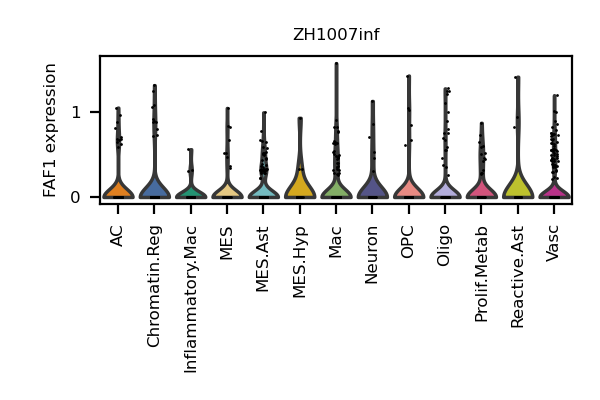 ZH1007inf
FAF1 expression
1
0
AC
Chromatin.Reg
Inflammatory.Mac
MES
MES.Ast
MES.Hyp
Mac
Neuron
OPC
Oligo
Prolif.Metab
Reactive.Ast
Vasc